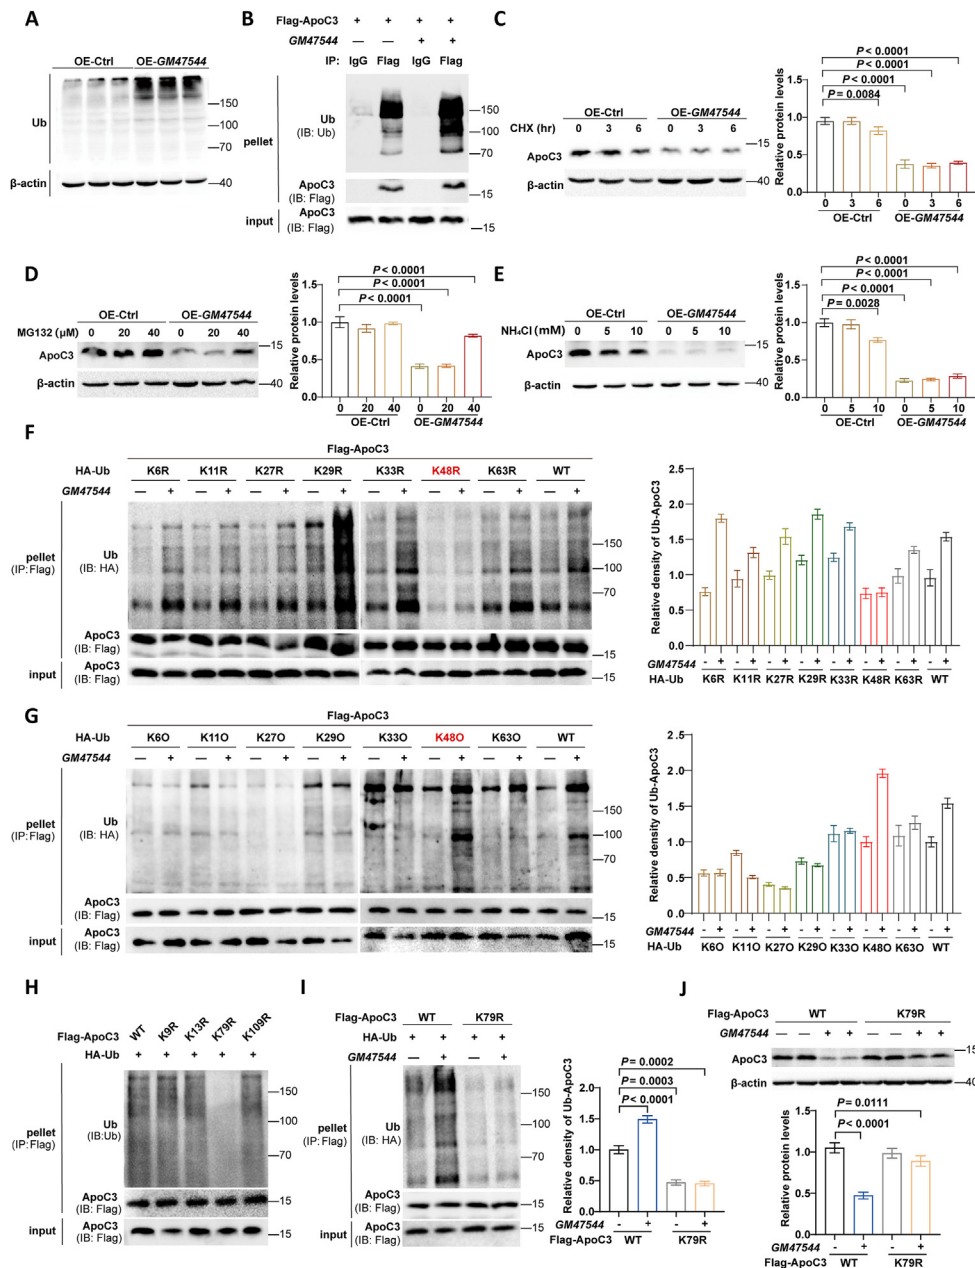 A
OE-Ctrl OE-GM47544
Ub
150
100
70
β-actin
40
B
Flag-ApoC3 + + + +
GM47544 — — + +
IP: IgG Flag IgG Flag
pellet
Ub
(IB: Ub)
150
100
70
ApoC3
(IB: Flag)
15
input
ApoC3
(IB: Flag)
15
C
OE-Ctrl OE-GM47544
CHX (hr) 0 3 6 0 3 6
ApoC3
15
β-actin
40
Relative protein levels
1.5
1.0
0.5
0.0
P < 0.0001
P < 0.0001
P < 0.0001
P = 0.0084
0 3 6 0 3 6
OE-Ctrl OE-GM47544
D
OE-Ctrl OE-GM47544
MG132 (μM) 0 20 40 0 20 40
ApoC3
15
β-actin
40
Relative protein levels
1.5
1.0
0.5
0.0
P < 0.0001
P < 0.0001
P < 0.0001
0 20 40 0 20 40
OE-Ctrl OE-GM47544
E
OE-Ctrl OE-GM47544
NH₄Cl (mM) 0 5 10 0 5 10
ApoC3
15
β-actin
40
Relative protein levels
1.5
1.0
0.5
0.0
P < 0.0001
P < 0.0001
P < 0.0001
P = 0.0028
0 5 10 0 5 10
OE-Ctrl OE-GM47544
F
Flag-ApoC3
HA-Ub K6R K11R K27R K29R K33R K48R K63R WT
GM47544 — + — + — + — + — + — + — + — +
pellet
(IP: Flag)
Ub
(IB: HA)
150
100
70
ApoC3
(IB: Flag)
15
input
ApoC3
(IB: Flag)
15
Relative density of Ub-ApoC3
2.5
2.0
1.5
1.0
0.5
0.0
GM47544 - + - + - + - + - + - + - + - +
HA-Ub K6R K11R K27R K29R K33R K48R K63R WT
G
Flag-ApoC3
HA-Ub K6O K11O K27O K29O K33O K48O K63O WT
GM47544 — + — + — + — + — + — + — + — +
pellet
(IP: Flag)
Ub
(IB: HA)
150
100
70
ApoC3
(IB: Flag)
15
input
ApoC3
(IB: Flag)
15
Relative density of Ub-ApoC3
2.5
2.0
1.5
1.0
0.5
0.0
GM47544 - + - + - + - + - + - + - + - +
HA-Ub K6O K11O K27O K29O K33O K48O K63O WT
H
Flag-ApoC3 WT K9R K13R K79R K109R
HA-Ub + + + + +
pellet
(IP: Flag)
Ub
(IB:Ub)
150
100
70
ApoC3
(IB: Flag)
15
input
ApoC3
(IB: Flag)
15
I
Flag-ApoC3 WT K79R
HA-Ub + + + +
GM47544 — + — +
pellet
(IP: Flag)
Ub
(IB: HA)
150
100
70
ApoC3
(IB: Flag)
15
input
ApoC3
(IB: Flag)
15
Relative density of Ub-ApoC3
2.0
1.5
1.0
0.5
0.0
P = 0.0002
P = 0.0003
P < 0.0001
GM47544 - + - +
Flag-ApoC3 WT K79R
J
Flag-ApoC3 WT K79R
GM47544 — — + + — — + +
ApoC3
15
β-actin
40
Relative protein levels
1.5
1.0
0.5
0.0
P = 0.0111
P < 0.0001
GM47544 - + - +
Flag-ApoC3 WT K79R